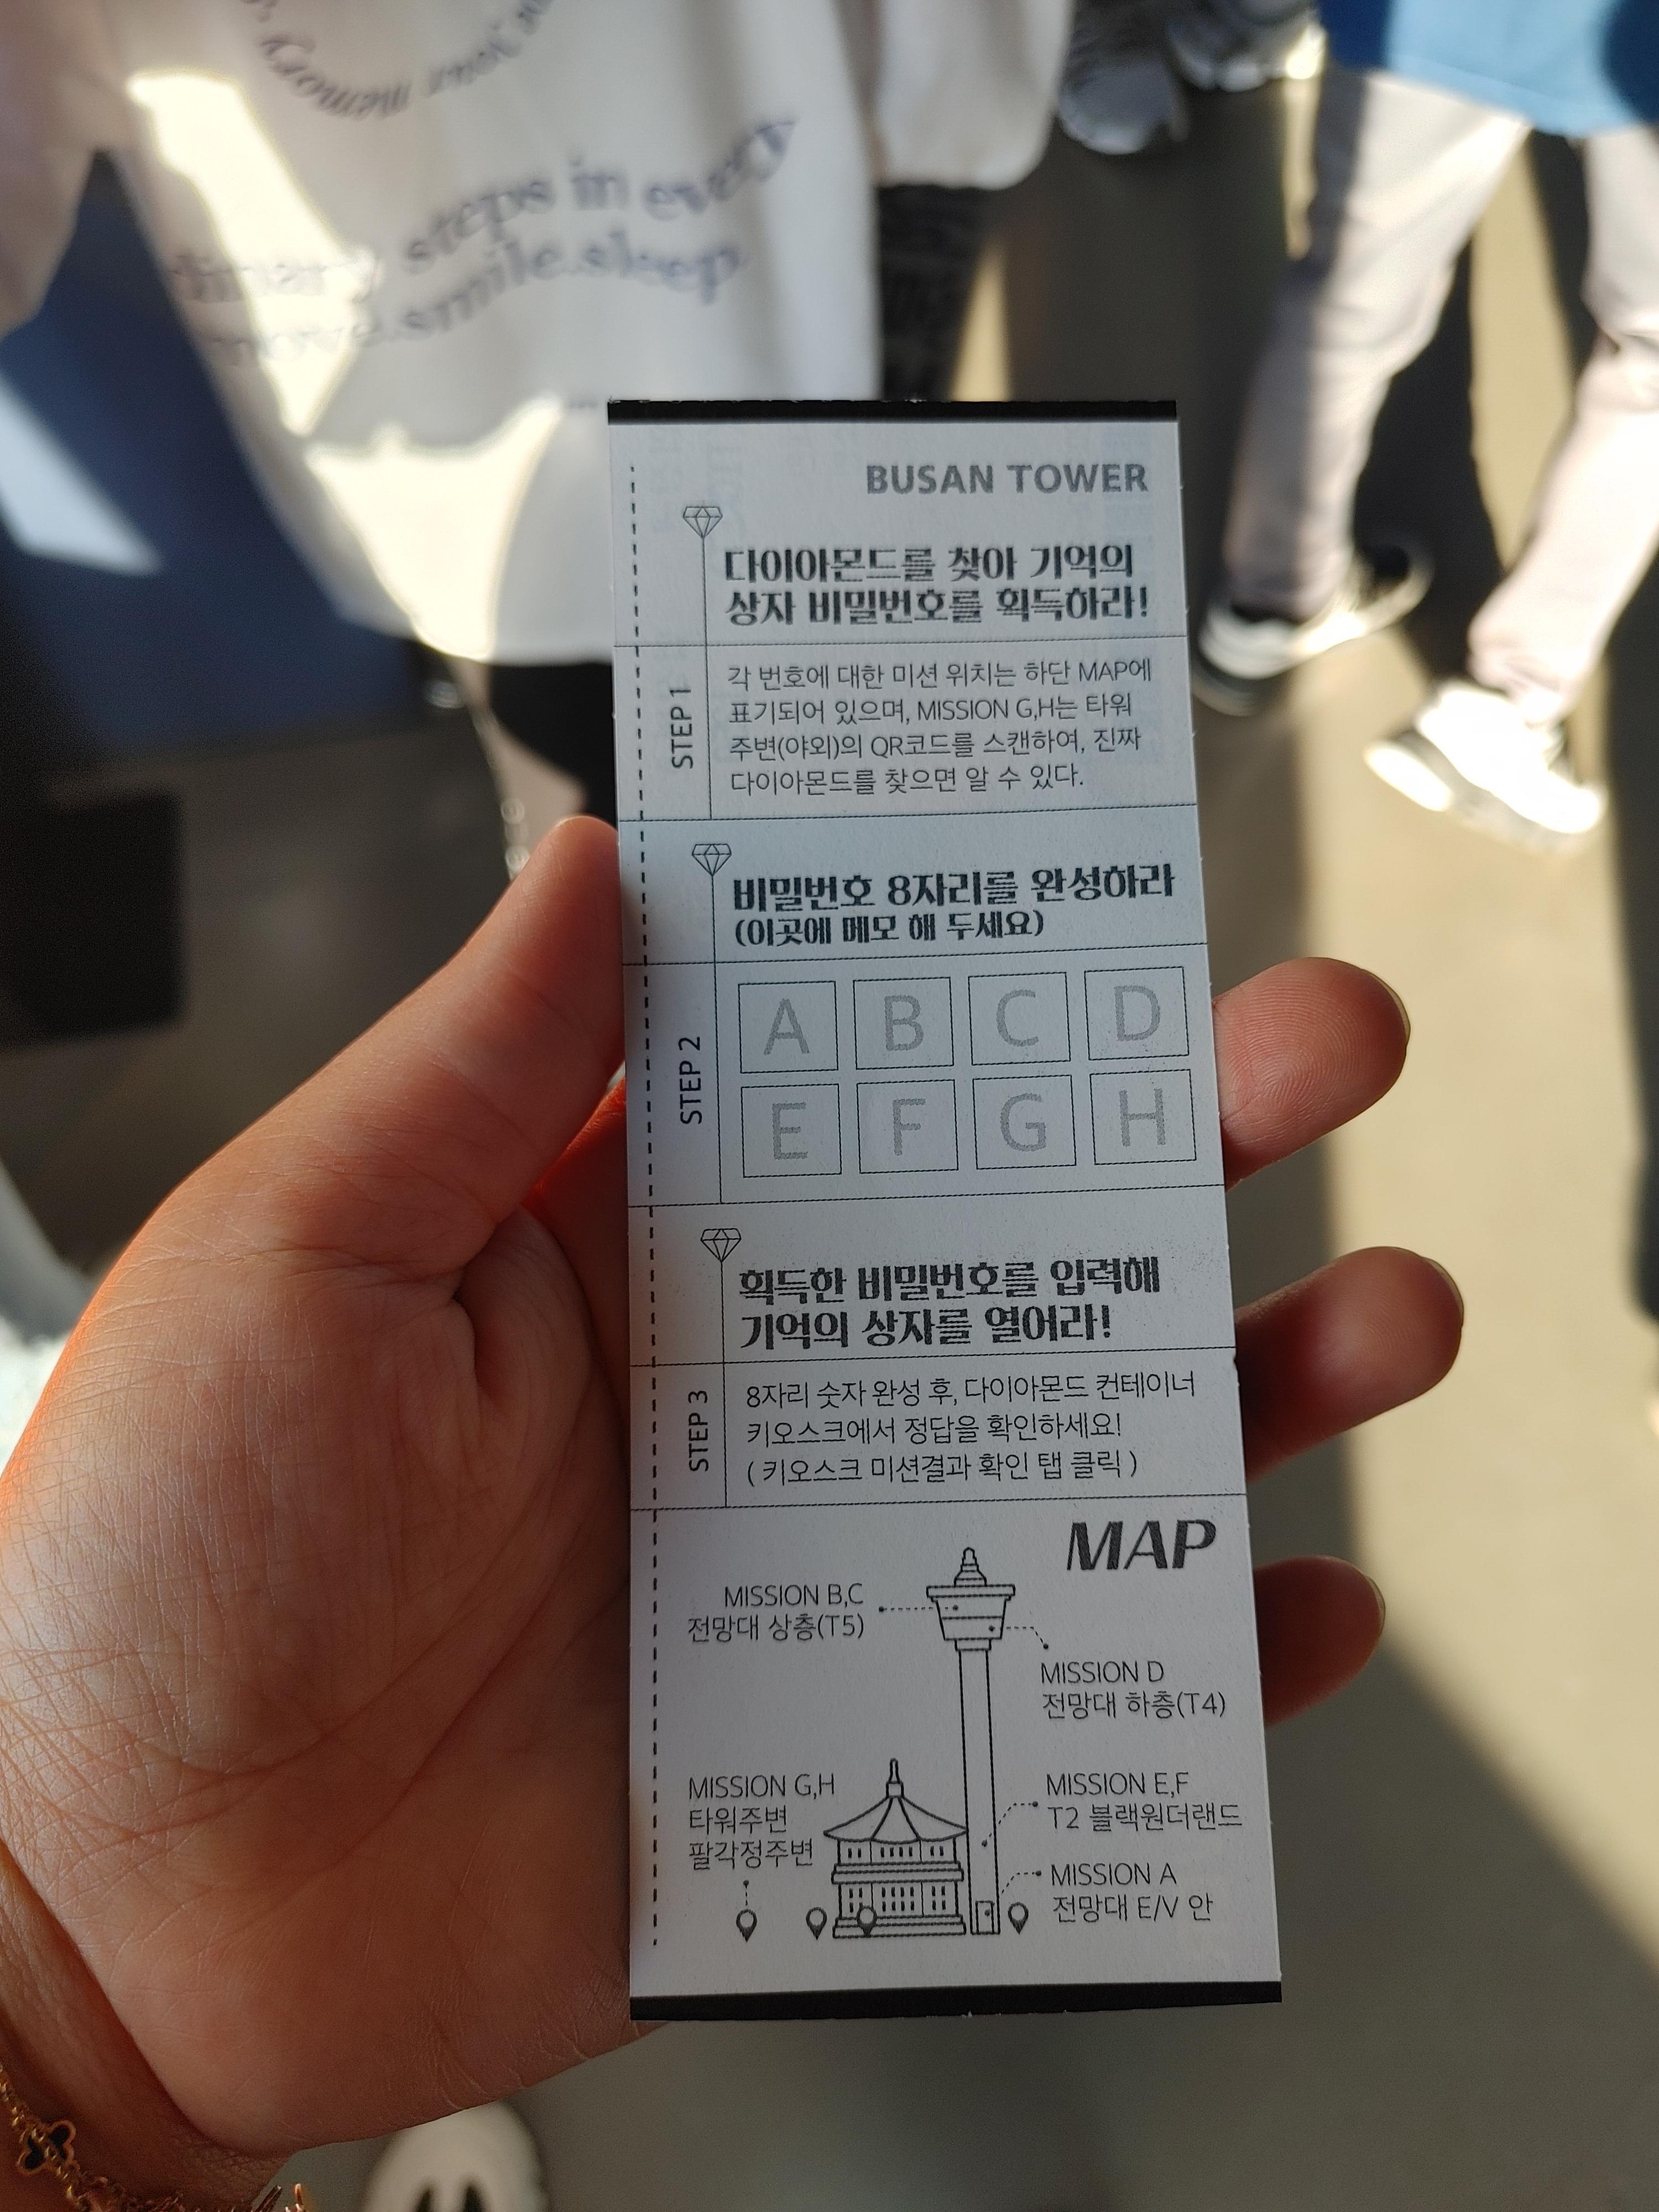 your memory
steps in every
smile.sleep
BUSAN TOWER
다이아몬드를 찾아 기억의
상자 비밀번호를 획득하라!
STEP 1
각 번호에 대한 미션 위치는 하단 MAP에
표기되어 있으며, MISSION G,H는 타워
주변(야외)의 QR코드를 스캔하여, 진짜
다이아몬드를 찾으면 알 수 있다.
비밀번호 8자리를 완성하라
(이곳에 메모 해 두세요)
STEP 2
A B C D
E F G H
획득한 비밀번호를 입력해
기억의 상자를 열어라!
STEP 3
8자리 숫자 완성 후, 다이아몬드 컨테이너
키오스크에서 정답을 확인하세요!
( 키오스크 미션결과 확인 탭 클릭 )
MAP
MISSION B,C
전망대 상층(T5)
MISSION D
전망대 하층(T4)
MISSION G,H
타워주변
팔각정주변
MISSION E,F
T2 블랙원더랜드
MISSION A
전망대 E/V 안